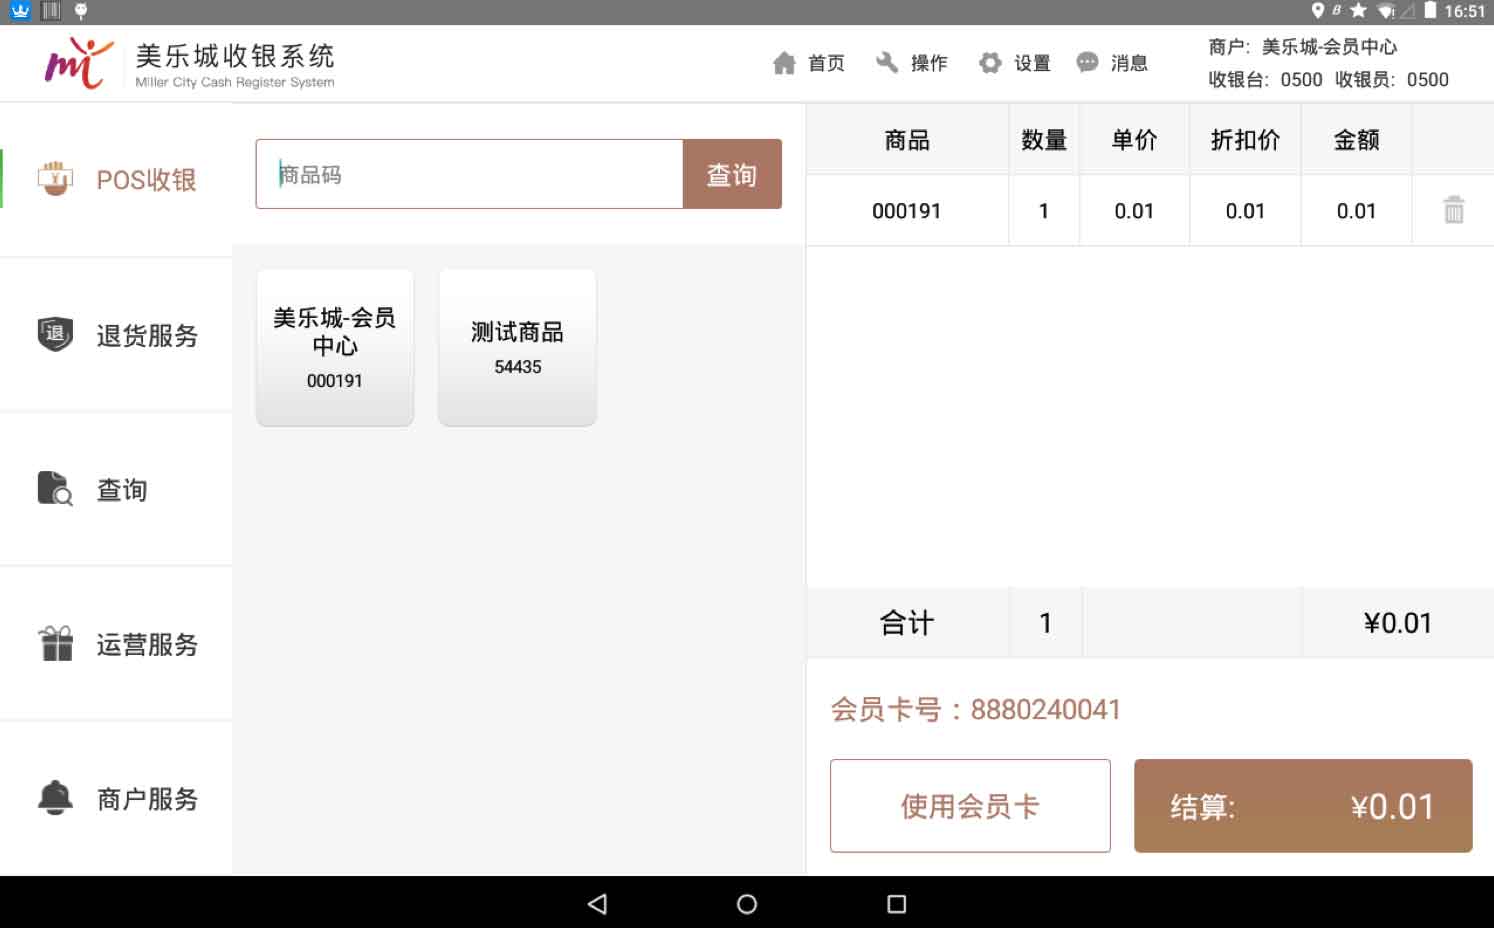 16:51
美乐城收银系统
Miller City Cash Register System
首页 操作 设置 消息
商户: 美乐城-会员中心
收银台: 0500 收银员: 0500
POS收银
退货服务
查询
运营服务
商户服务
商品码 查询
美乐城-会员
中心
000191
测试商品
54435
商品 数量 单价 折扣价 金额
000191 1 0.01 0.01 0.01
合计 1 ¥0.01
会员卡号：8880240041
使用会员卡
结算: ¥0.01